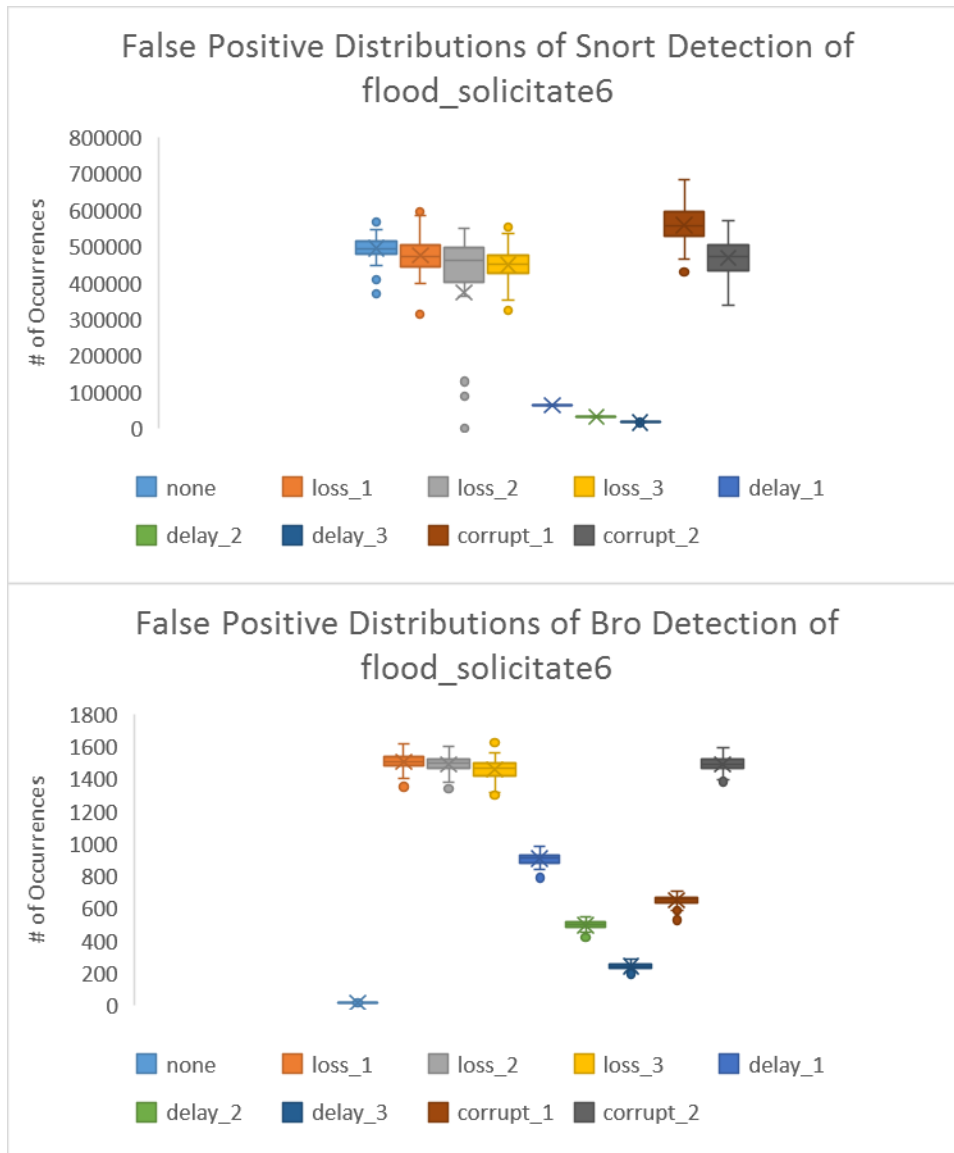 False Positive Distributions of Snort Detection of
flood_solicitate6
# of Occurrences
800000
700000
600000
500000
400000
300000
200000
100000
0
none loss_1 loss_2 loss_3 delay_1
delay_2 delay_3 corrupt_1 corrupt_2
False Positive Distributions of Bro Detection of
flood_solicitate6
# of Occurrences
1800
1600
1400
1200
1000
800
600
400
200
0
none loss_1 loss_2 loss_3 delay_1
delay_2 delay_3 corrupt_1 corrupt_2